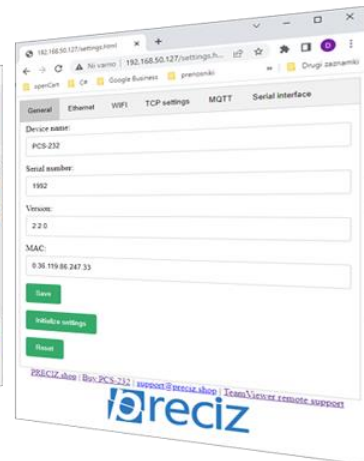 192.168.50.127/settings.html
Ni varno | 192.168.50.127/settings.h...
openCart C# Google Business prenosniki » Drugi zaznamki
General Ethernet WIFI TCP settings MQTT Serial interface
Device name:
PCS-232
Serial number:
1992
Version:
2.2.0
MAC:
8:36:119:86:247:33
Save
Initialize settings
Reset
PRECIZ shop | Buy PCS-232 | support@preciz.shop | TeamViewer remote support
preciz